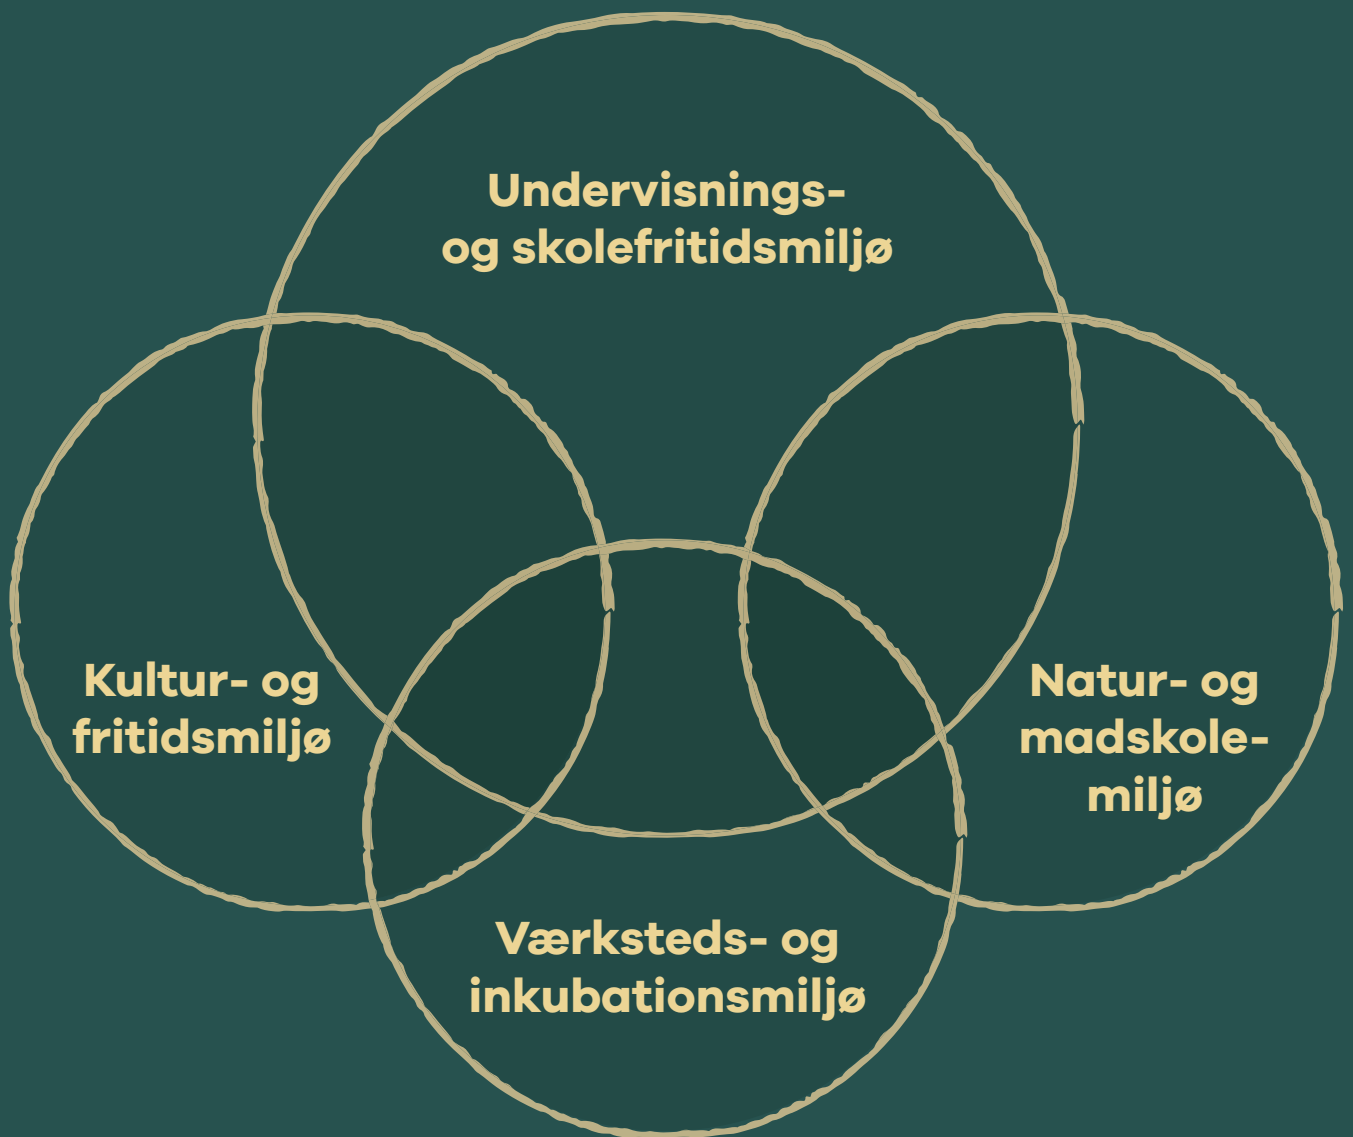 Undervisnings-
og skolefritidsmiljø
Kultur- og
fritidsmiljø
Natur- og
madskole-
miljø
Værksteds- og
inkubationsmiljø